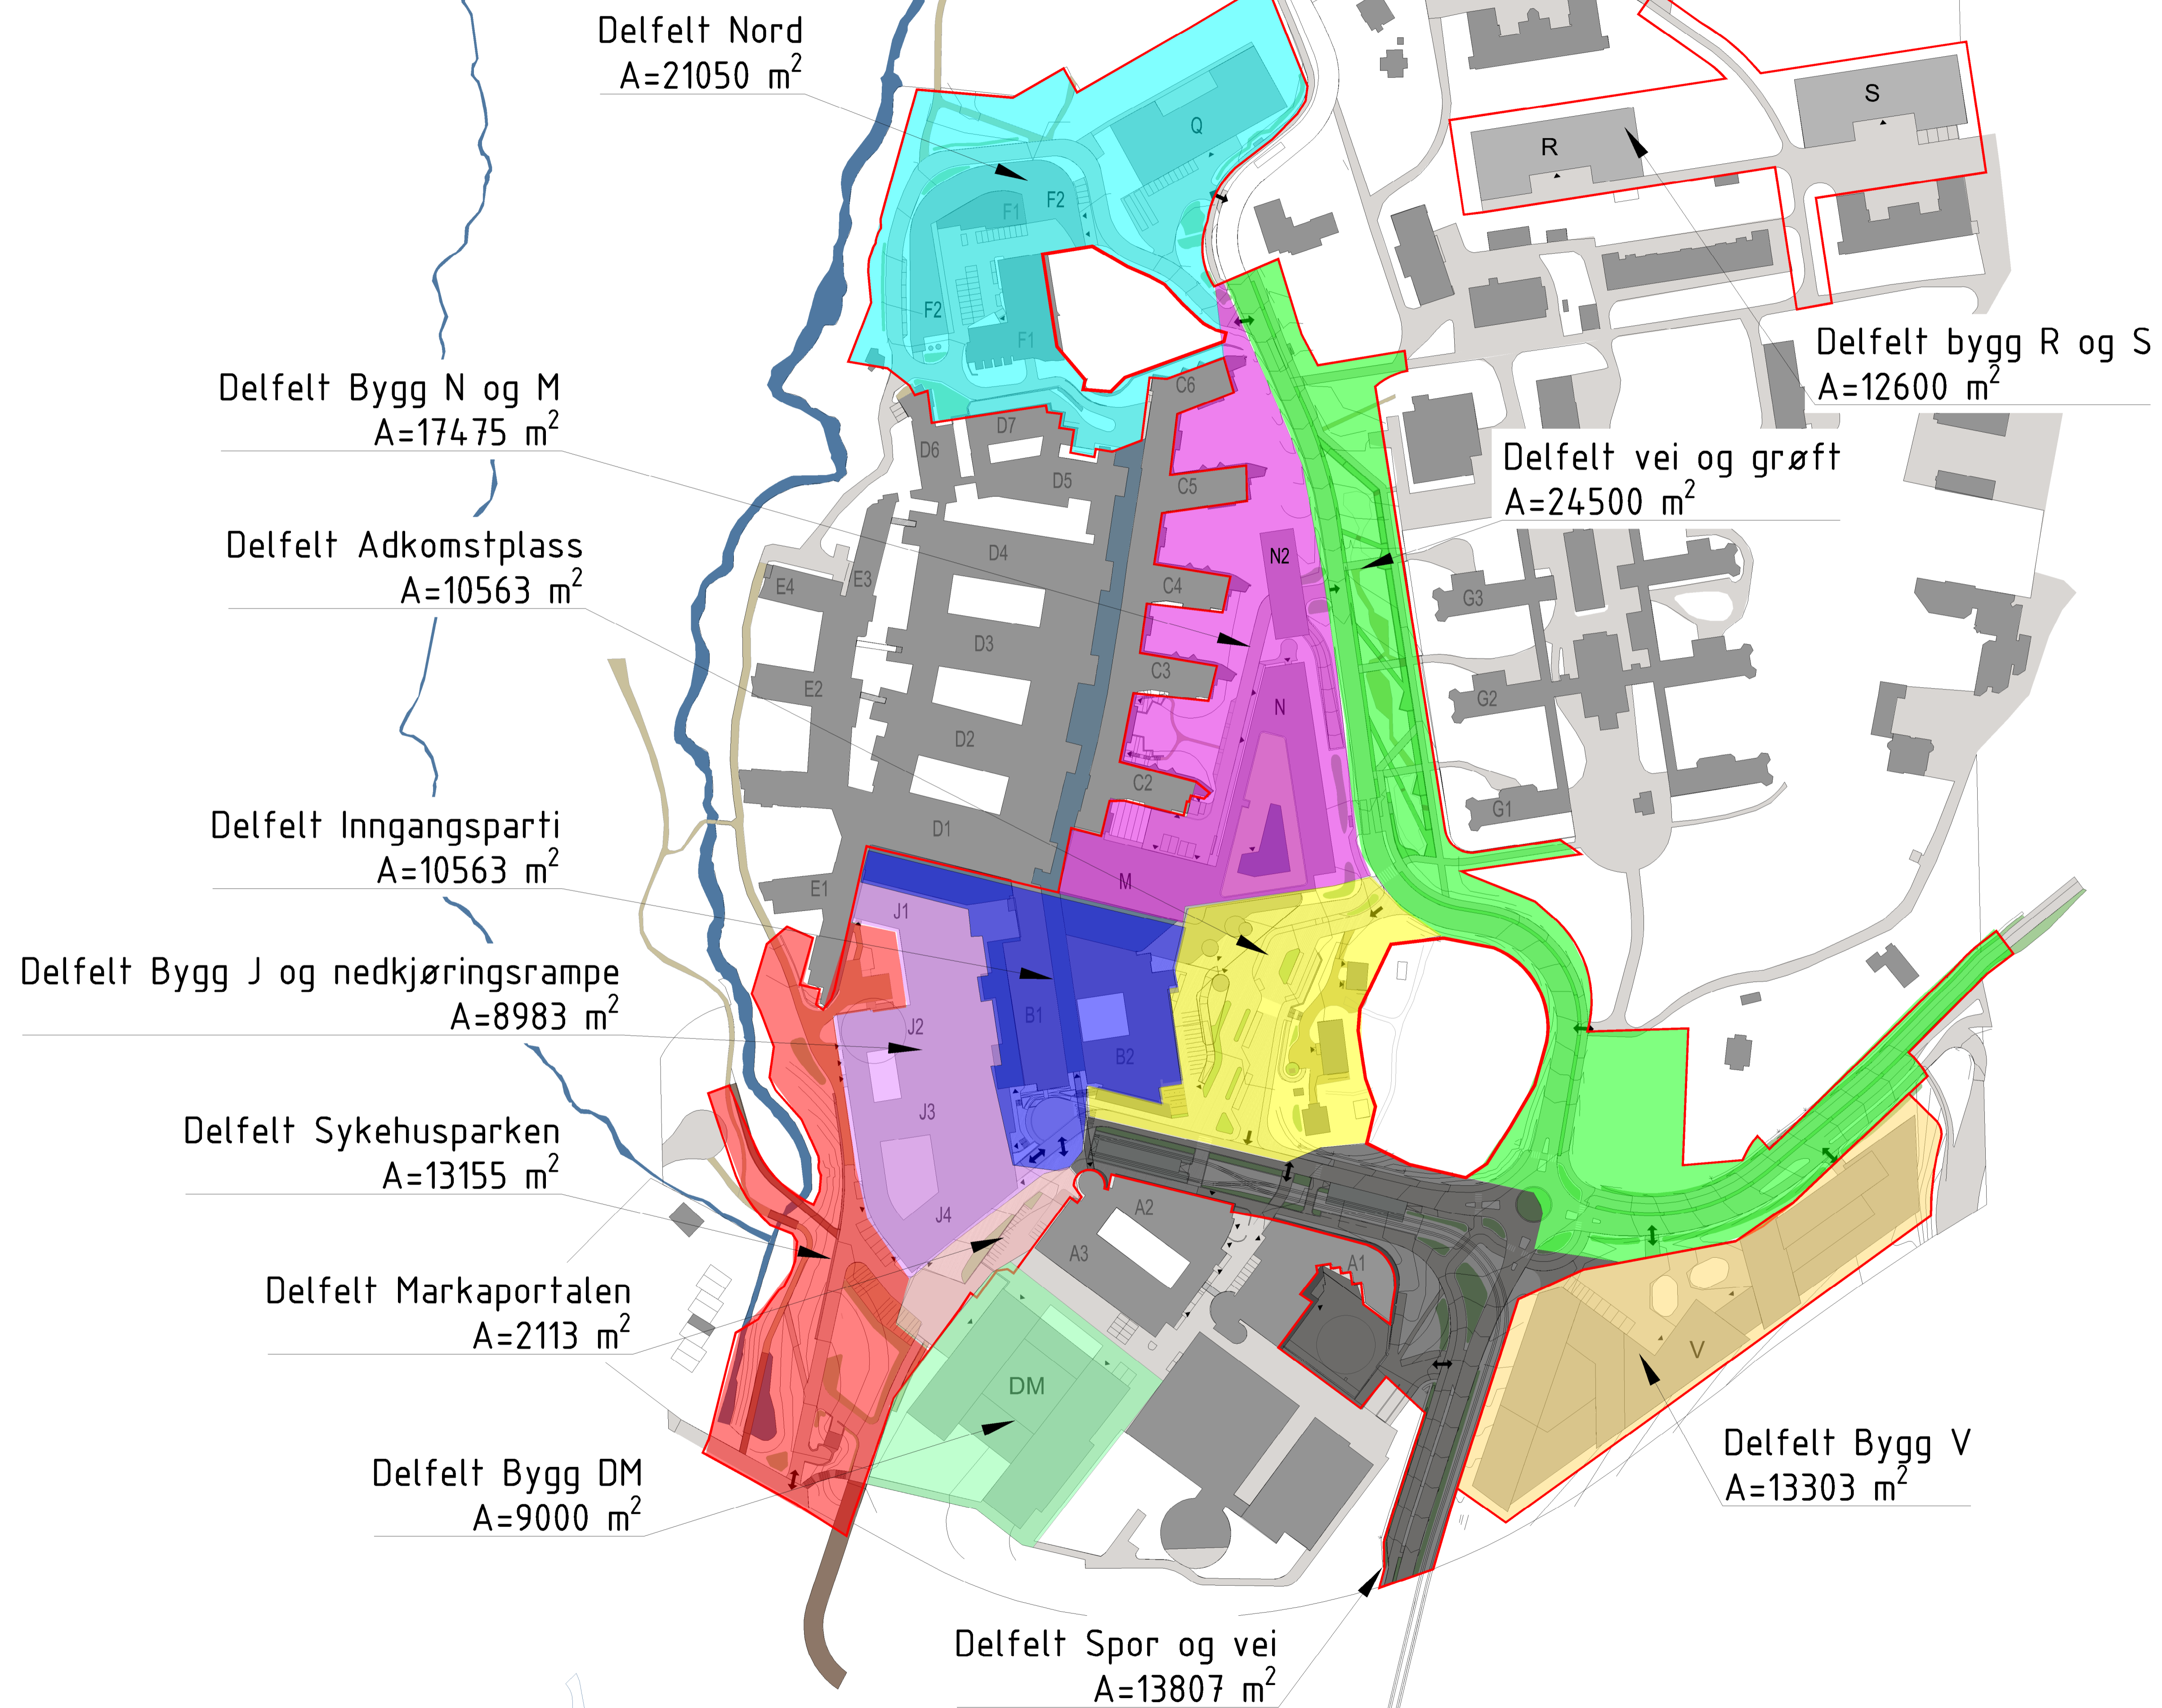 Delfelt Nord
A=21050 m²
Q
S
R
F1
F2
F2
F1
Delfelt bygg R og S
A=12600 m²
Delfelt Bygg N og M
A=17475 m²
C6
D7
D6
D5
C5
Delfelt vei og grøft
A=24500 m²
Delfelt Adkomstplass
A=10563 m²
D4
N2
E4
E3
C4
G3
D3
C3
E2
G2
N
D2
C2
G1
D1
Delfelt Inngangsparti
A=10563 m²
E1
M
J1
Delfelt Bygg J og nedkjøringsrampe
A=8983 m²
J2
B1
B2
J3
Delfelt Sykehusparken
A=13155 m²
J4
A2
A3
A1
Delfelt Markaportalen
A=2113 m²
V
DM
Delfelt Bygg V
A=13303 m²
Delfelt Bygg DM
A=9000 m²
Delfelt Spor og vei
A=13807 m²